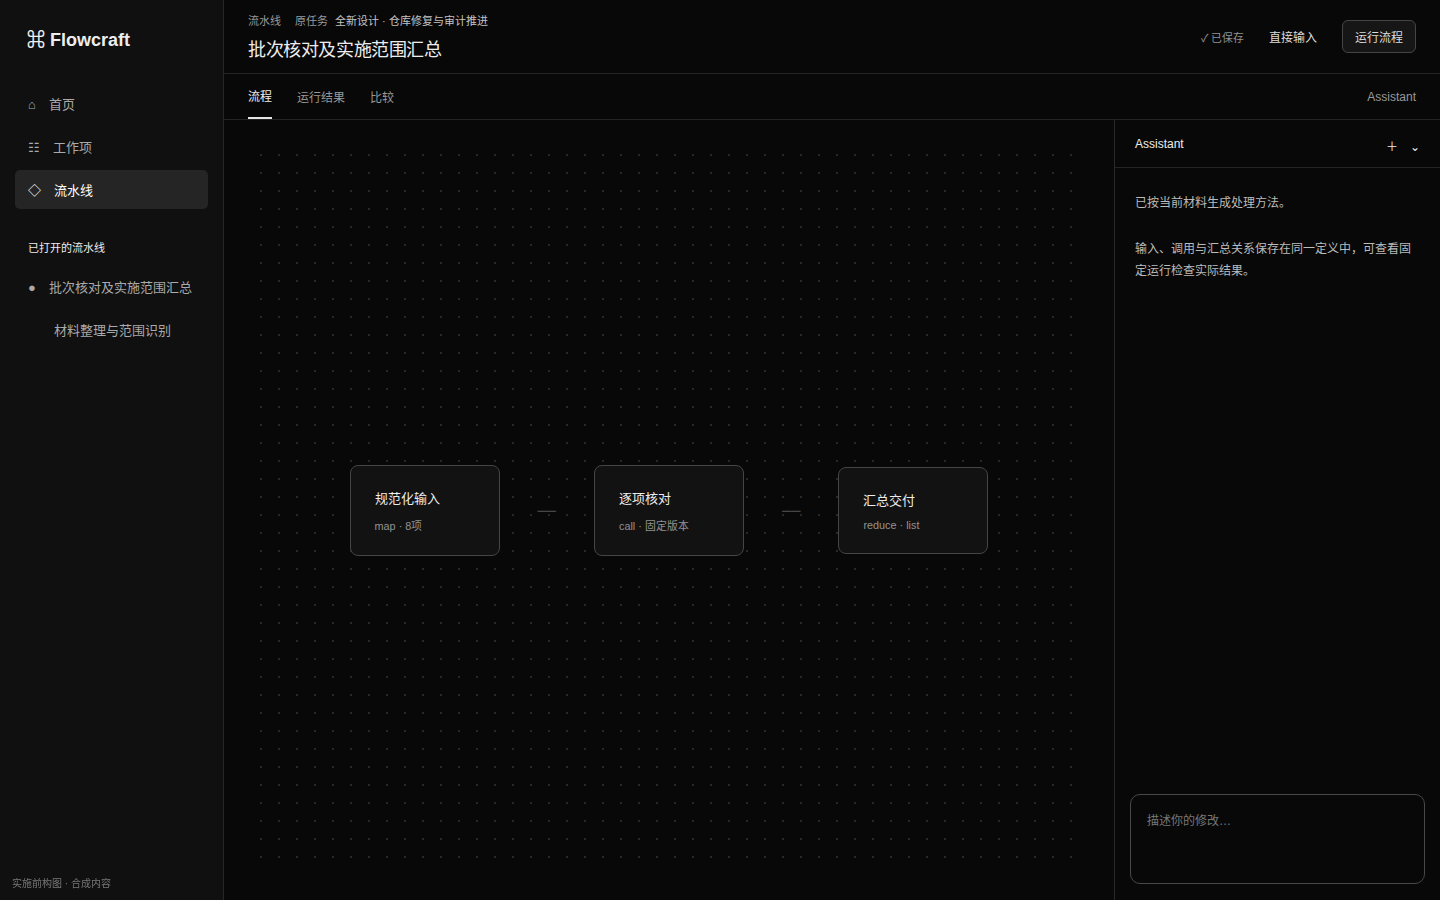 ⌘ Flowcraft
⌂ 首页
☷ 工作项
◇ 流水线
已打开的流水线
● 批次核对及实施范围汇总
材料整理与范围识别
实施前构图 · 合成内容
流水线 原任务 全新设计 · 仓库修复与审计推进
批次核对及实施范围汇总
✓已保存 直接输入 运行流程
流程 运行结果 比较 Assistant
规范化输入
map · 8项
逐项核对
call · 固定版本
汇总交付
reduce · list
Assistant
已按当前材料生成处理方法。
输入、调用与汇总关系保存在同一定义中，可查看固
定运行检查实际结果。
描述你的修改…